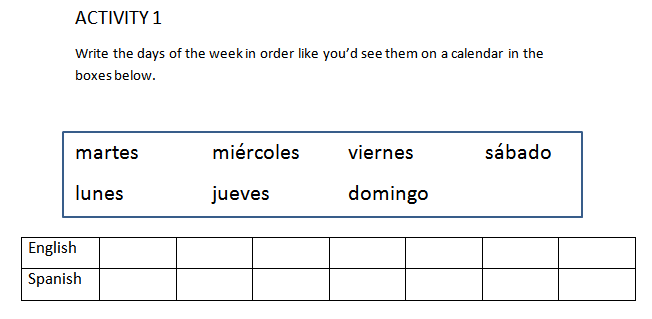 ACTIVITY 1
Write the days of the week in order like you’d see them on a calendar in the
boxes below.
martes miércoles viernes sábado
lunes jueves domingo
English
Spanish